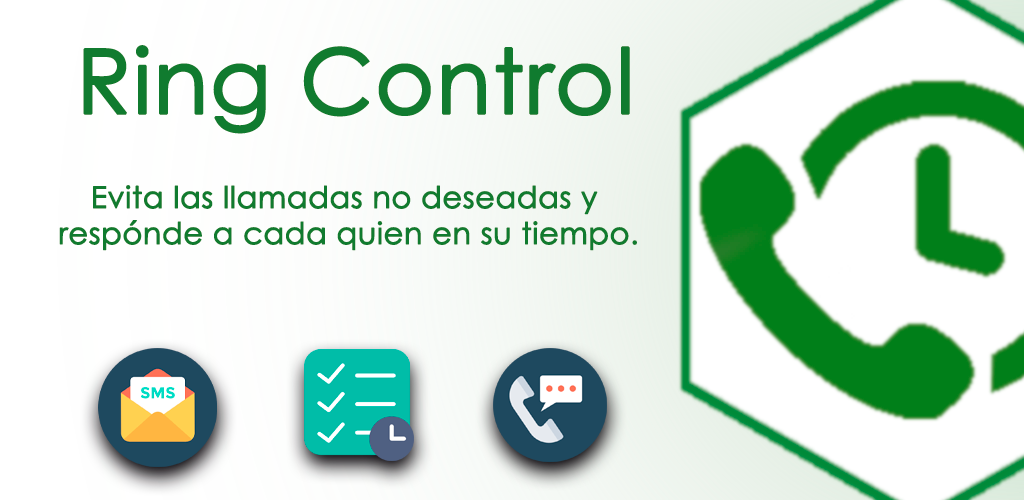 Ring Control
Evita las llamadas no deseadas y
respónde a cada quien en su tiempo.
SMS